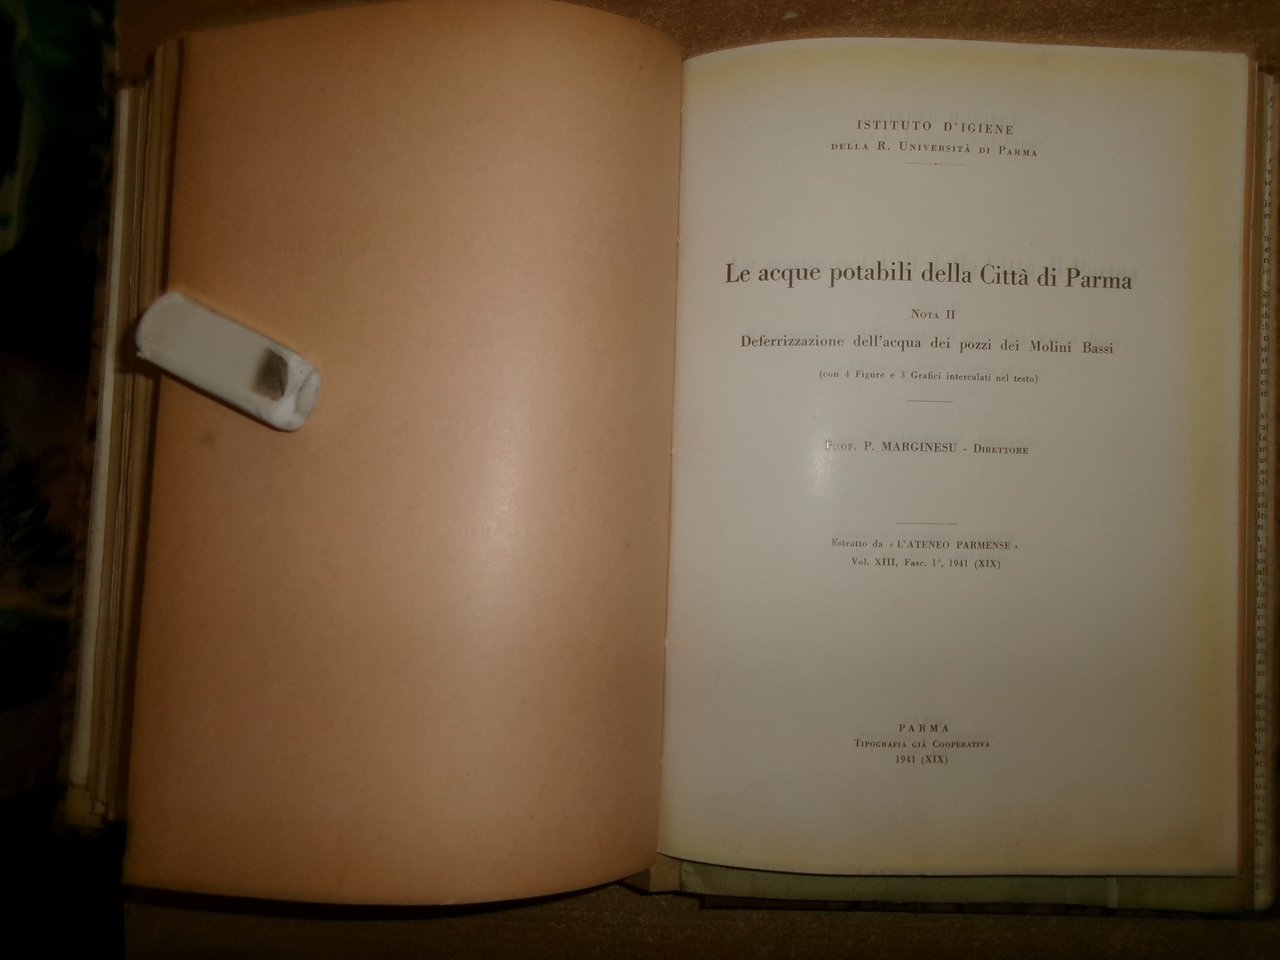 ISTITUTO D'IGIENE
DELLA R. UNIVERSITÀ DI PARMA
Le acque potabili della Città di Parma
NOTA II
Deferrizzazione dell'acqua dei pozzi dei Molini Bassi
(con 4 Figure e 3 Grafici intercalati nel testo)
PROF. P. MARGINESU - DIRETTORE
Estratto da « L'ATENEO PARMENSE »
Vol. XIII, Fasc. 1°, 1941 (XIX)
PARMA
TIPOGRAFIA GIÀ COOPERATIVA
1941 (XIX)